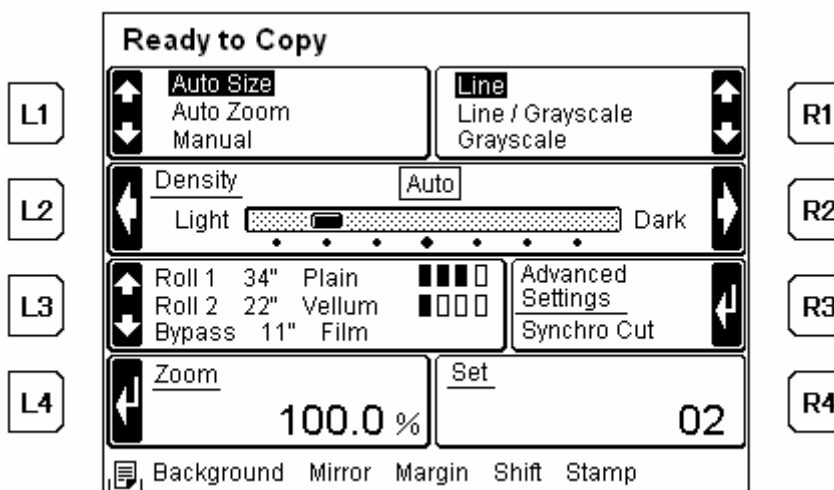 Ready to Copy
L1
Auto Size
Auto Zoom
Manual
Line
Line / Grayscale
Grayscale
R1
L2
Density
Auto
Light
Dark
R2
L3
Roll 1 34" Plain
Roll 2 22" Vellum
Bypass 11" Film
Advanced
Settings
Synchro Cut
R3
L4
Zoom
100.0 %
Set
02
R4
Background Mirror Margin Shift Stamp